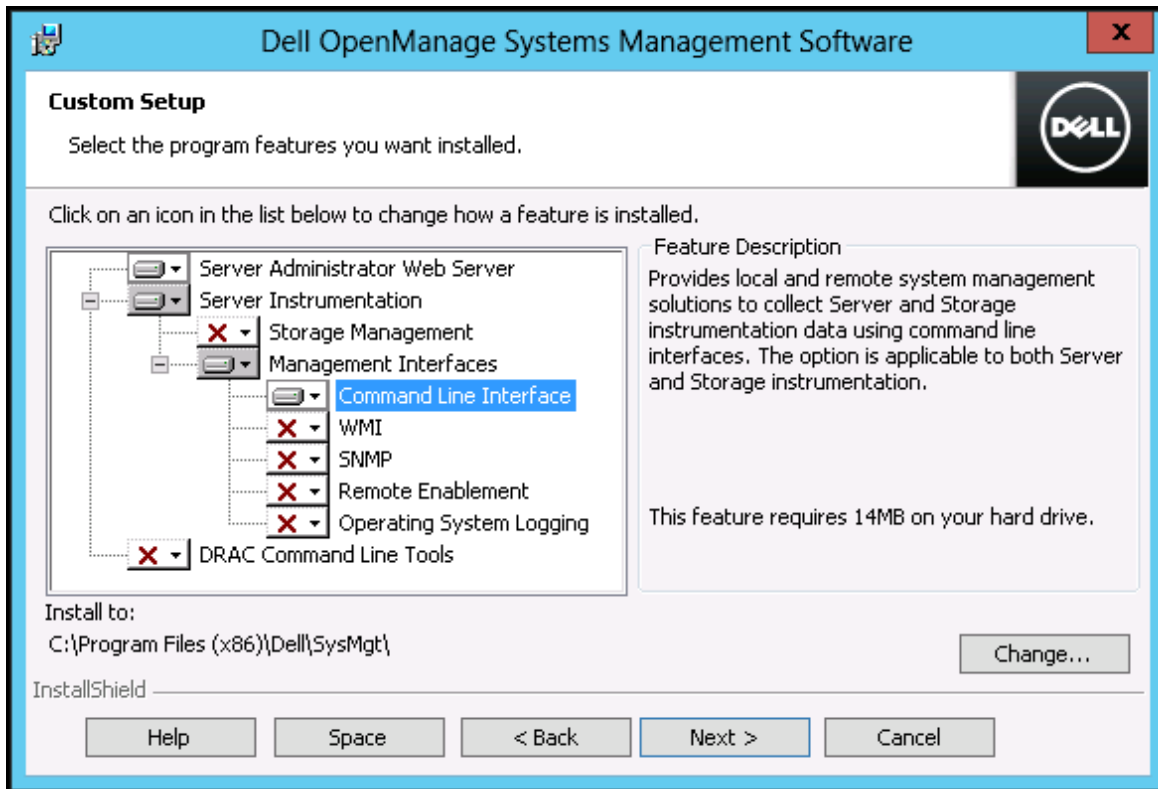 Dell OpenManage Systems Management Software
x
Custom Setup
Select the program features you want installed.
DELL
Click on an icon in the list below to change how a feature is installed.
Server Administrator Web Server
Server Instrumentation
Storage Management
Management Interfaces
Command Line Interface
WMI
SNMP
Remote Enablement
Operating System Logging
DRAC Command Line Tools
Feature Description
Provides local and remote system management
solutions to collect Server and Storage
instrumentation data using command line
interfaces. The option is applicable to both Server
and Storage instrumentation.
This feature requires 14MB on your hard drive.
Install to:
C:\Program Files (x86)\Dell\SysMgt\
Change...
InstallShield
Help
Space
< Back
Next >
Cancel